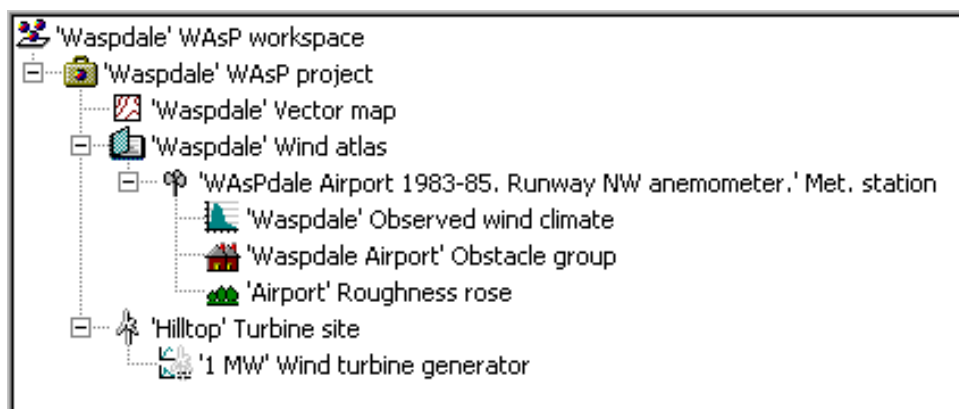 'Waspdale' WAsP workspace
'Waspdale' WAsP project
'Waspdale' Vector map
'Waspdale' Wind atlas
'WAsPdale Airport 1983-85. Runway NW anemometer.' Met. station
'Waspdale' Observed wind climate
'Waspdale Airport' Obstacle group
'Airport' Roughness rose
'Hilltop' Turbine site
'1 MW' Wind turbine generator